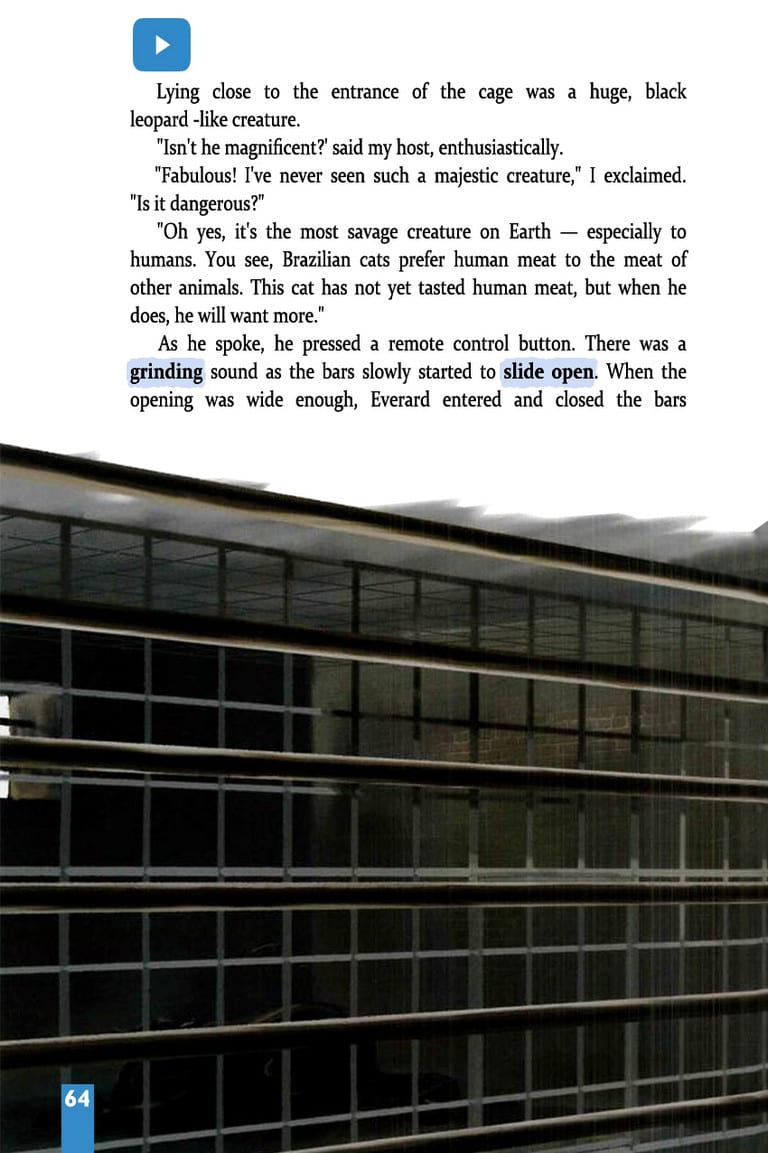 Lying close to the entrance of the cage was a huge, black
leopard -like creature.
"Isn't he magnificent?' said my host, enthusiastically.
"Fabulous! I've never seen such a majestic creature," I exclaimed.
"Is it dangerous?"
"Oh yes, it's the most savage creature on Earth — especially to
humans. You see, Brazilian cats prefer human meat to the meat of
other animals. This cat has not yet tasted human meat, but when he
does, he will want more."
As he spoke, he pressed a remote control button. There was a
grinding sound as the bars slowly started to slide open. When the
opening was wide enough, Everard entered and closed the bars
64